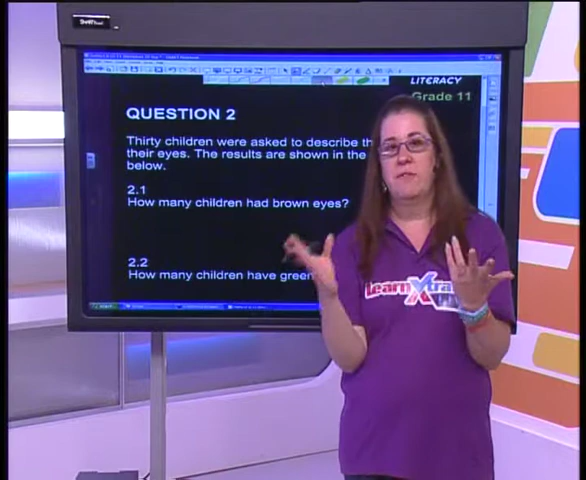 LITERACY
Grade 11
QUESTION 2
Thirty children were asked to describe th
their eyes. The results are shown in the
below.
2.1
How many children had brown eyes?
2.2
How many children have green
LearnXtra